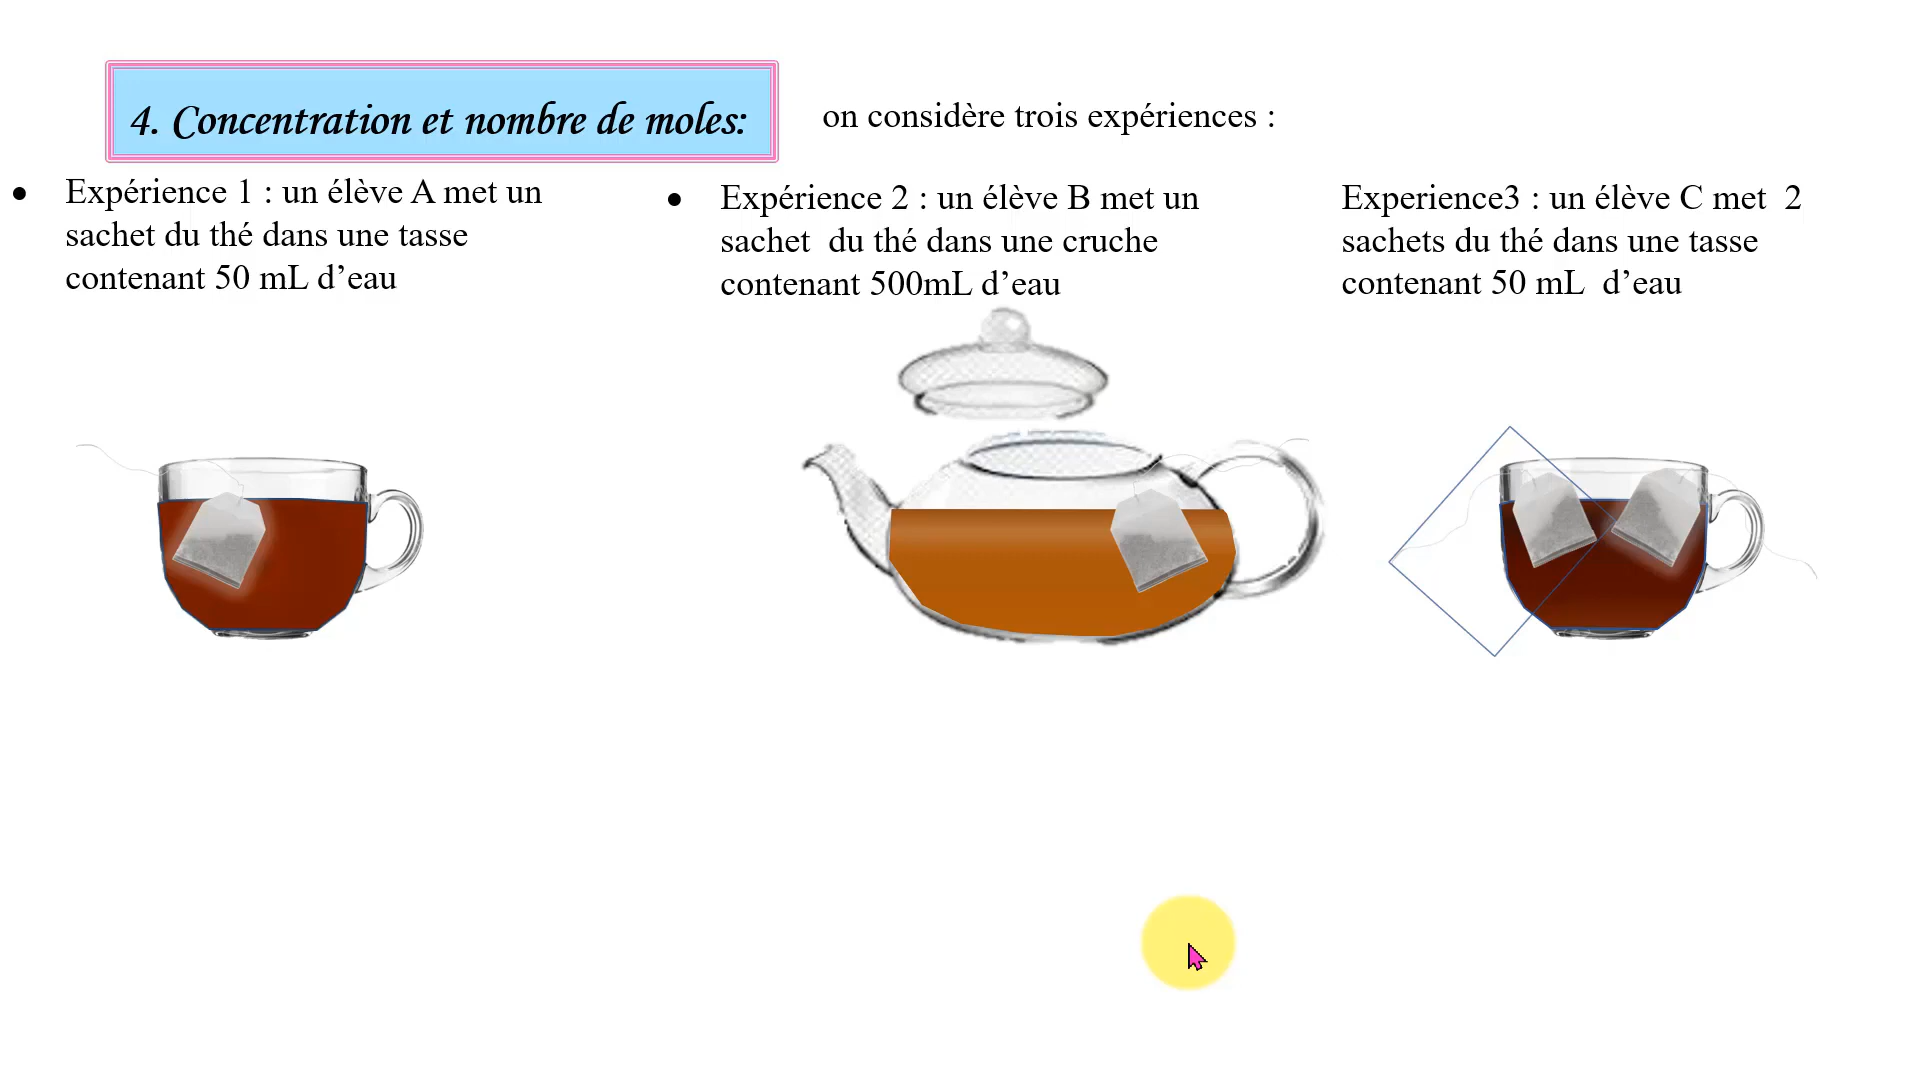 4. Concentration et nombre de moles:
on considère trois expériences :
• Expérience 1 : un élève A met un
sachet du thé dans une tasse
contenant 50 mL d’eau
• Expérience 2 : un élève B met un
sachet  du thé dans une cruche
contenant 500mL d’eau
Experience3 : un élève C met  2
sachets du thé dans une tasse
contenant 50 mL  d’eau